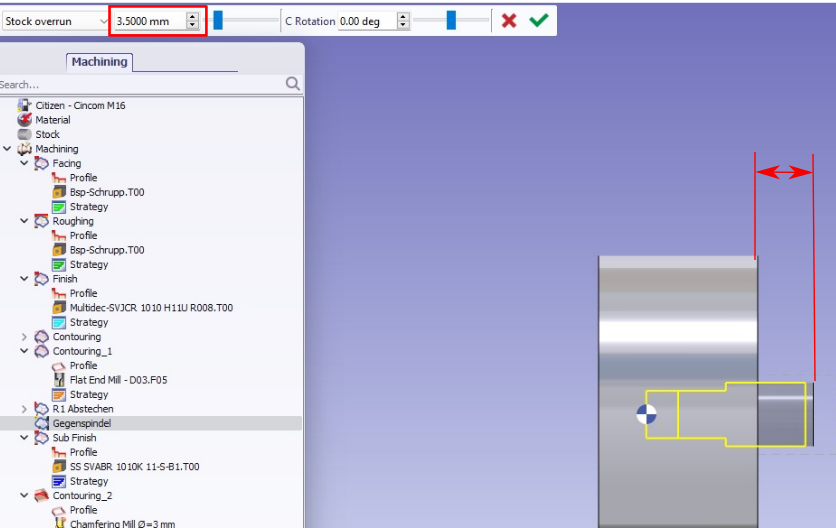 Stock overrun 3.5000 mm C Rotation 0.00 deg
Machining
Search...
Citizen - Cincom M16
Material
Stock
Machining
Facing
Profile
Bsp-Schrupp.T00
Strategy
Roughing
Profile
Bsp-Schrupp.T00
Strategy
Finish
Profile
Multidec-SVJCR 1010 H11U R008.T00
Strategy
Contouring
Contouring_1
Profile
Flat End Mill - D03.F05
Strategy
R1 Abstechen
Gegenspindel
Sub Finish
Profile
SS SVABR 1010K 11-S-B1.T00
Strategy
Contouring_2
Profile
Chamfering Mill Ø=3 mm